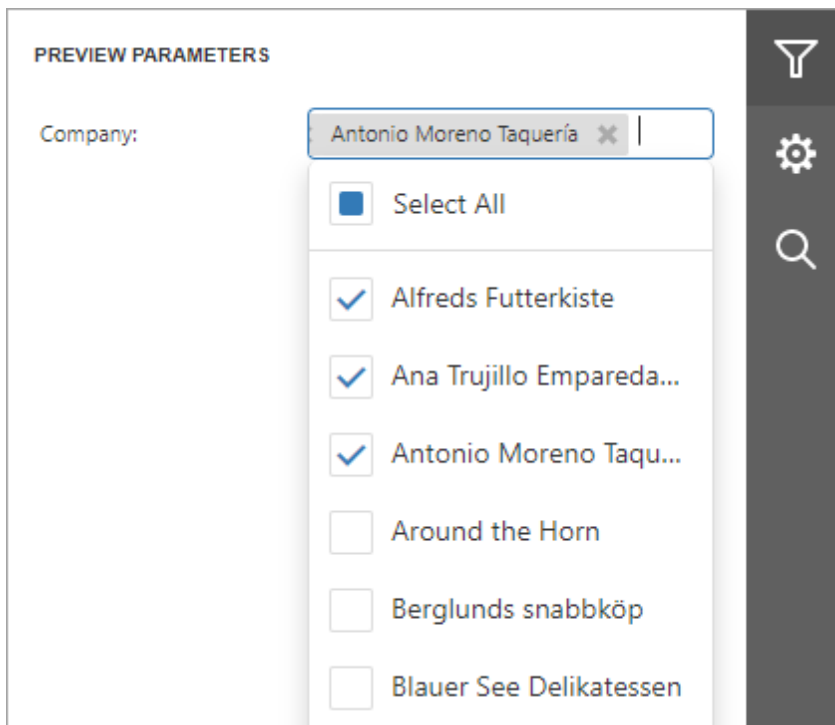 PREVIEW PARAMETERS
Company: Antonio Moreno Taquería
Select All
Alfreds Futterkiste
Ana Trujillo Empareda...
Antonio Moreno Taqu...
Around the Horn
Berglunds snabbköp
Blauer See Delikatessen